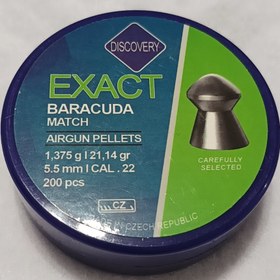 DISCOVERY
EXACT
BARACUDA
MATCH
AIRGUN PELLETS
1,375 g | 21,14 gr
5.5 mm | CAL . 22
200 pcs
CAREFULLY
SELECTED
CZ
IN CZECH REPUBLIC